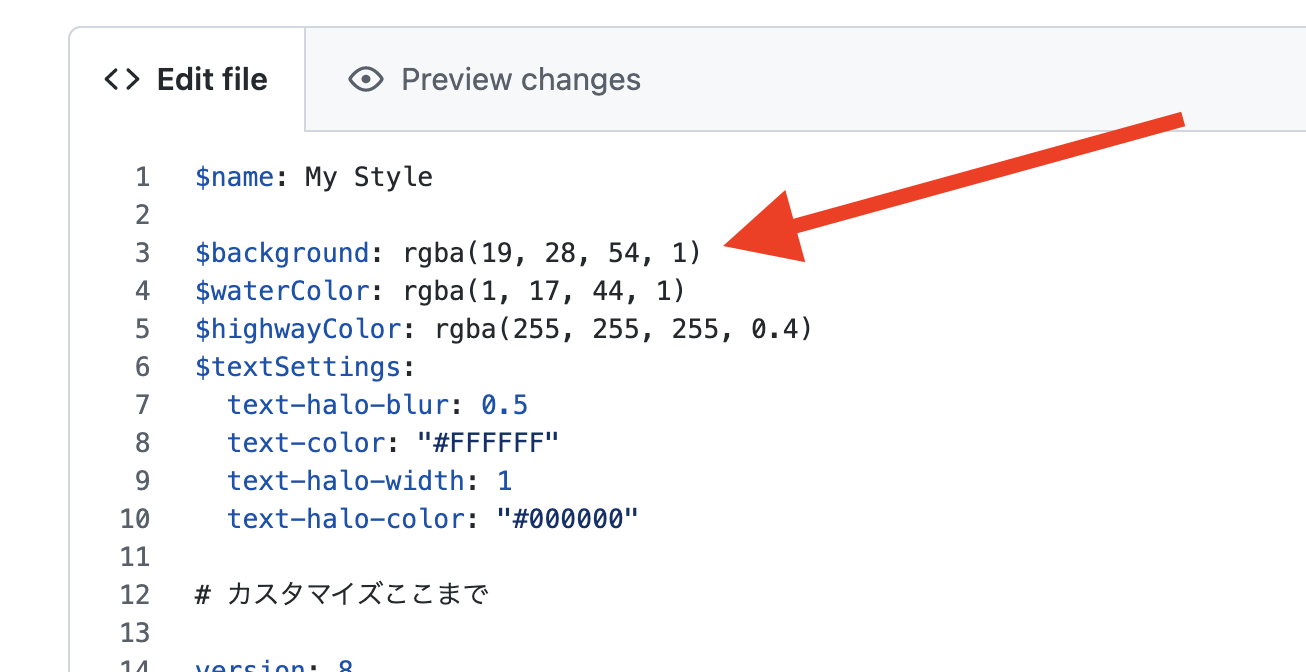 Edit file
Preview changes
1 $name: My Style
2
3 $background: rgba(19, 28, 54, 1)
4 $waterColor: rgba(1, 17, 44, 1)
5 $highwayColor: rgba(255, 255, 255, 0.4)
6 $textSettings:
7 text-halo-blur: 0.5
8 text-color: "#FFFFFF"
9 text-halo-width: 1
10 text-halo-color: "#000000"
11
12 # カスタマイズここまで
13
14 version: 8